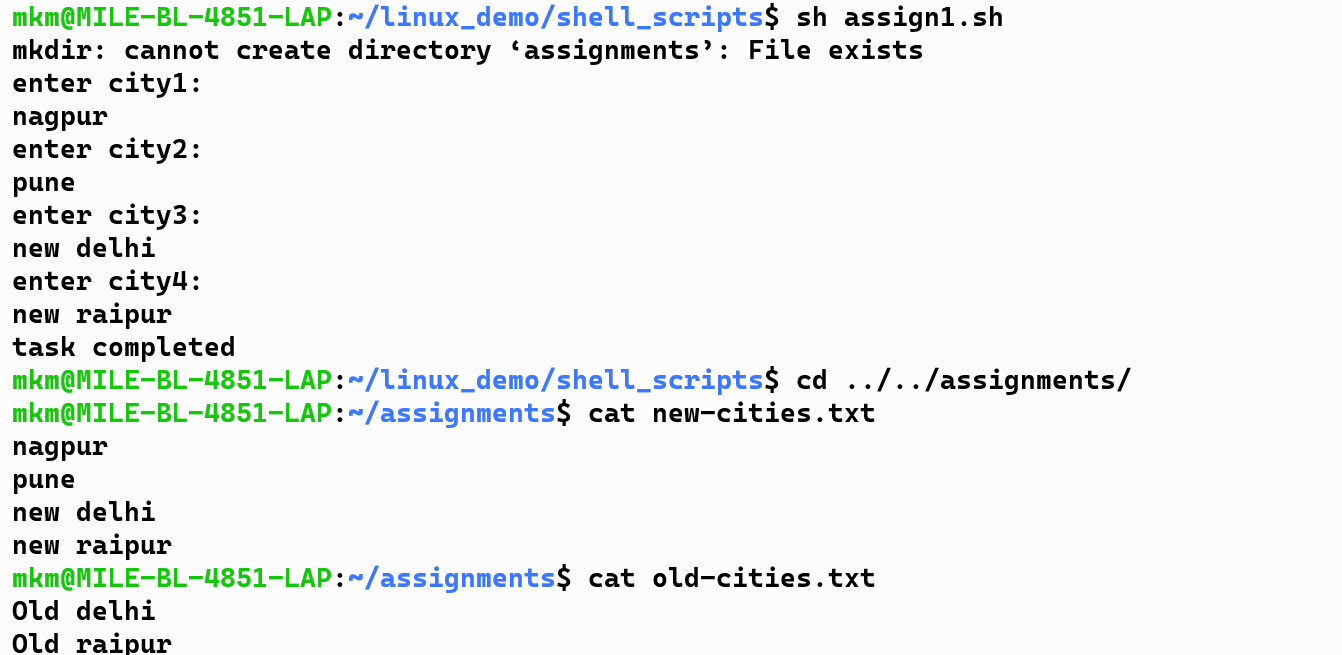 mkm@MILE-BL-4851-LAP:~/linux_demo/shell_scripts$ sh assign1.sh
mkdir: cannot create directory ‘assignments’: File exists
enter city1:
nagpur
enter city2:
pune
enter city3:
new delhi
enter city4:
new raipur
task completed
mkm@MILE-BL-4851-LAP:~/linux_demo/shell_scripts$ cd ../../assignments/
mkm@MILE-BL-4851-LAP:~/assignments$ cat new-cities.txt
nagpur
pune
new delhi
new raipur
mkm@MILE-BL-4851-LAP:~/assignments$ cat old-cities.txt
Old delhi
Old raipur